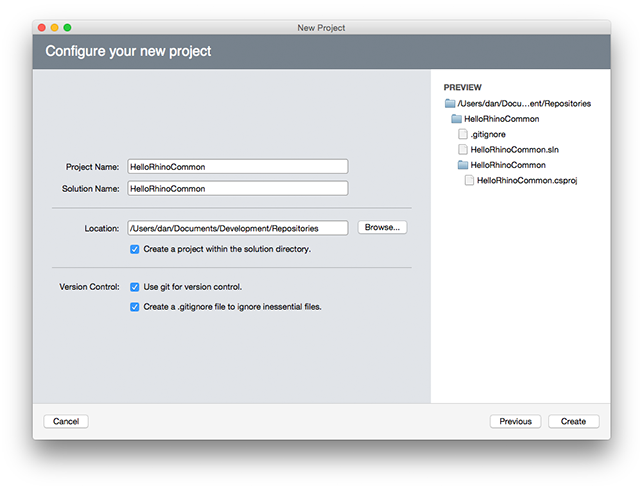 New Project
Configure your new project
Project Name: HelloRhinoCommon
Solution Name: HelloRhinoCommon
Location: /Users/dan/Documents/Development/Repositories Browse...
Create a project within the solution directory.
Version Control: Use git for version control.
Create a .gitignore file to ignore inessential files.
PREVIEW
/Users/dan/Docu...ent/Repositories
HelloRhinoCommon
.gitignore
HelloRhinoCommon.sln
HelloRhinoCommon
HelloRhinoCommon.csproj
Cancel Previous Create